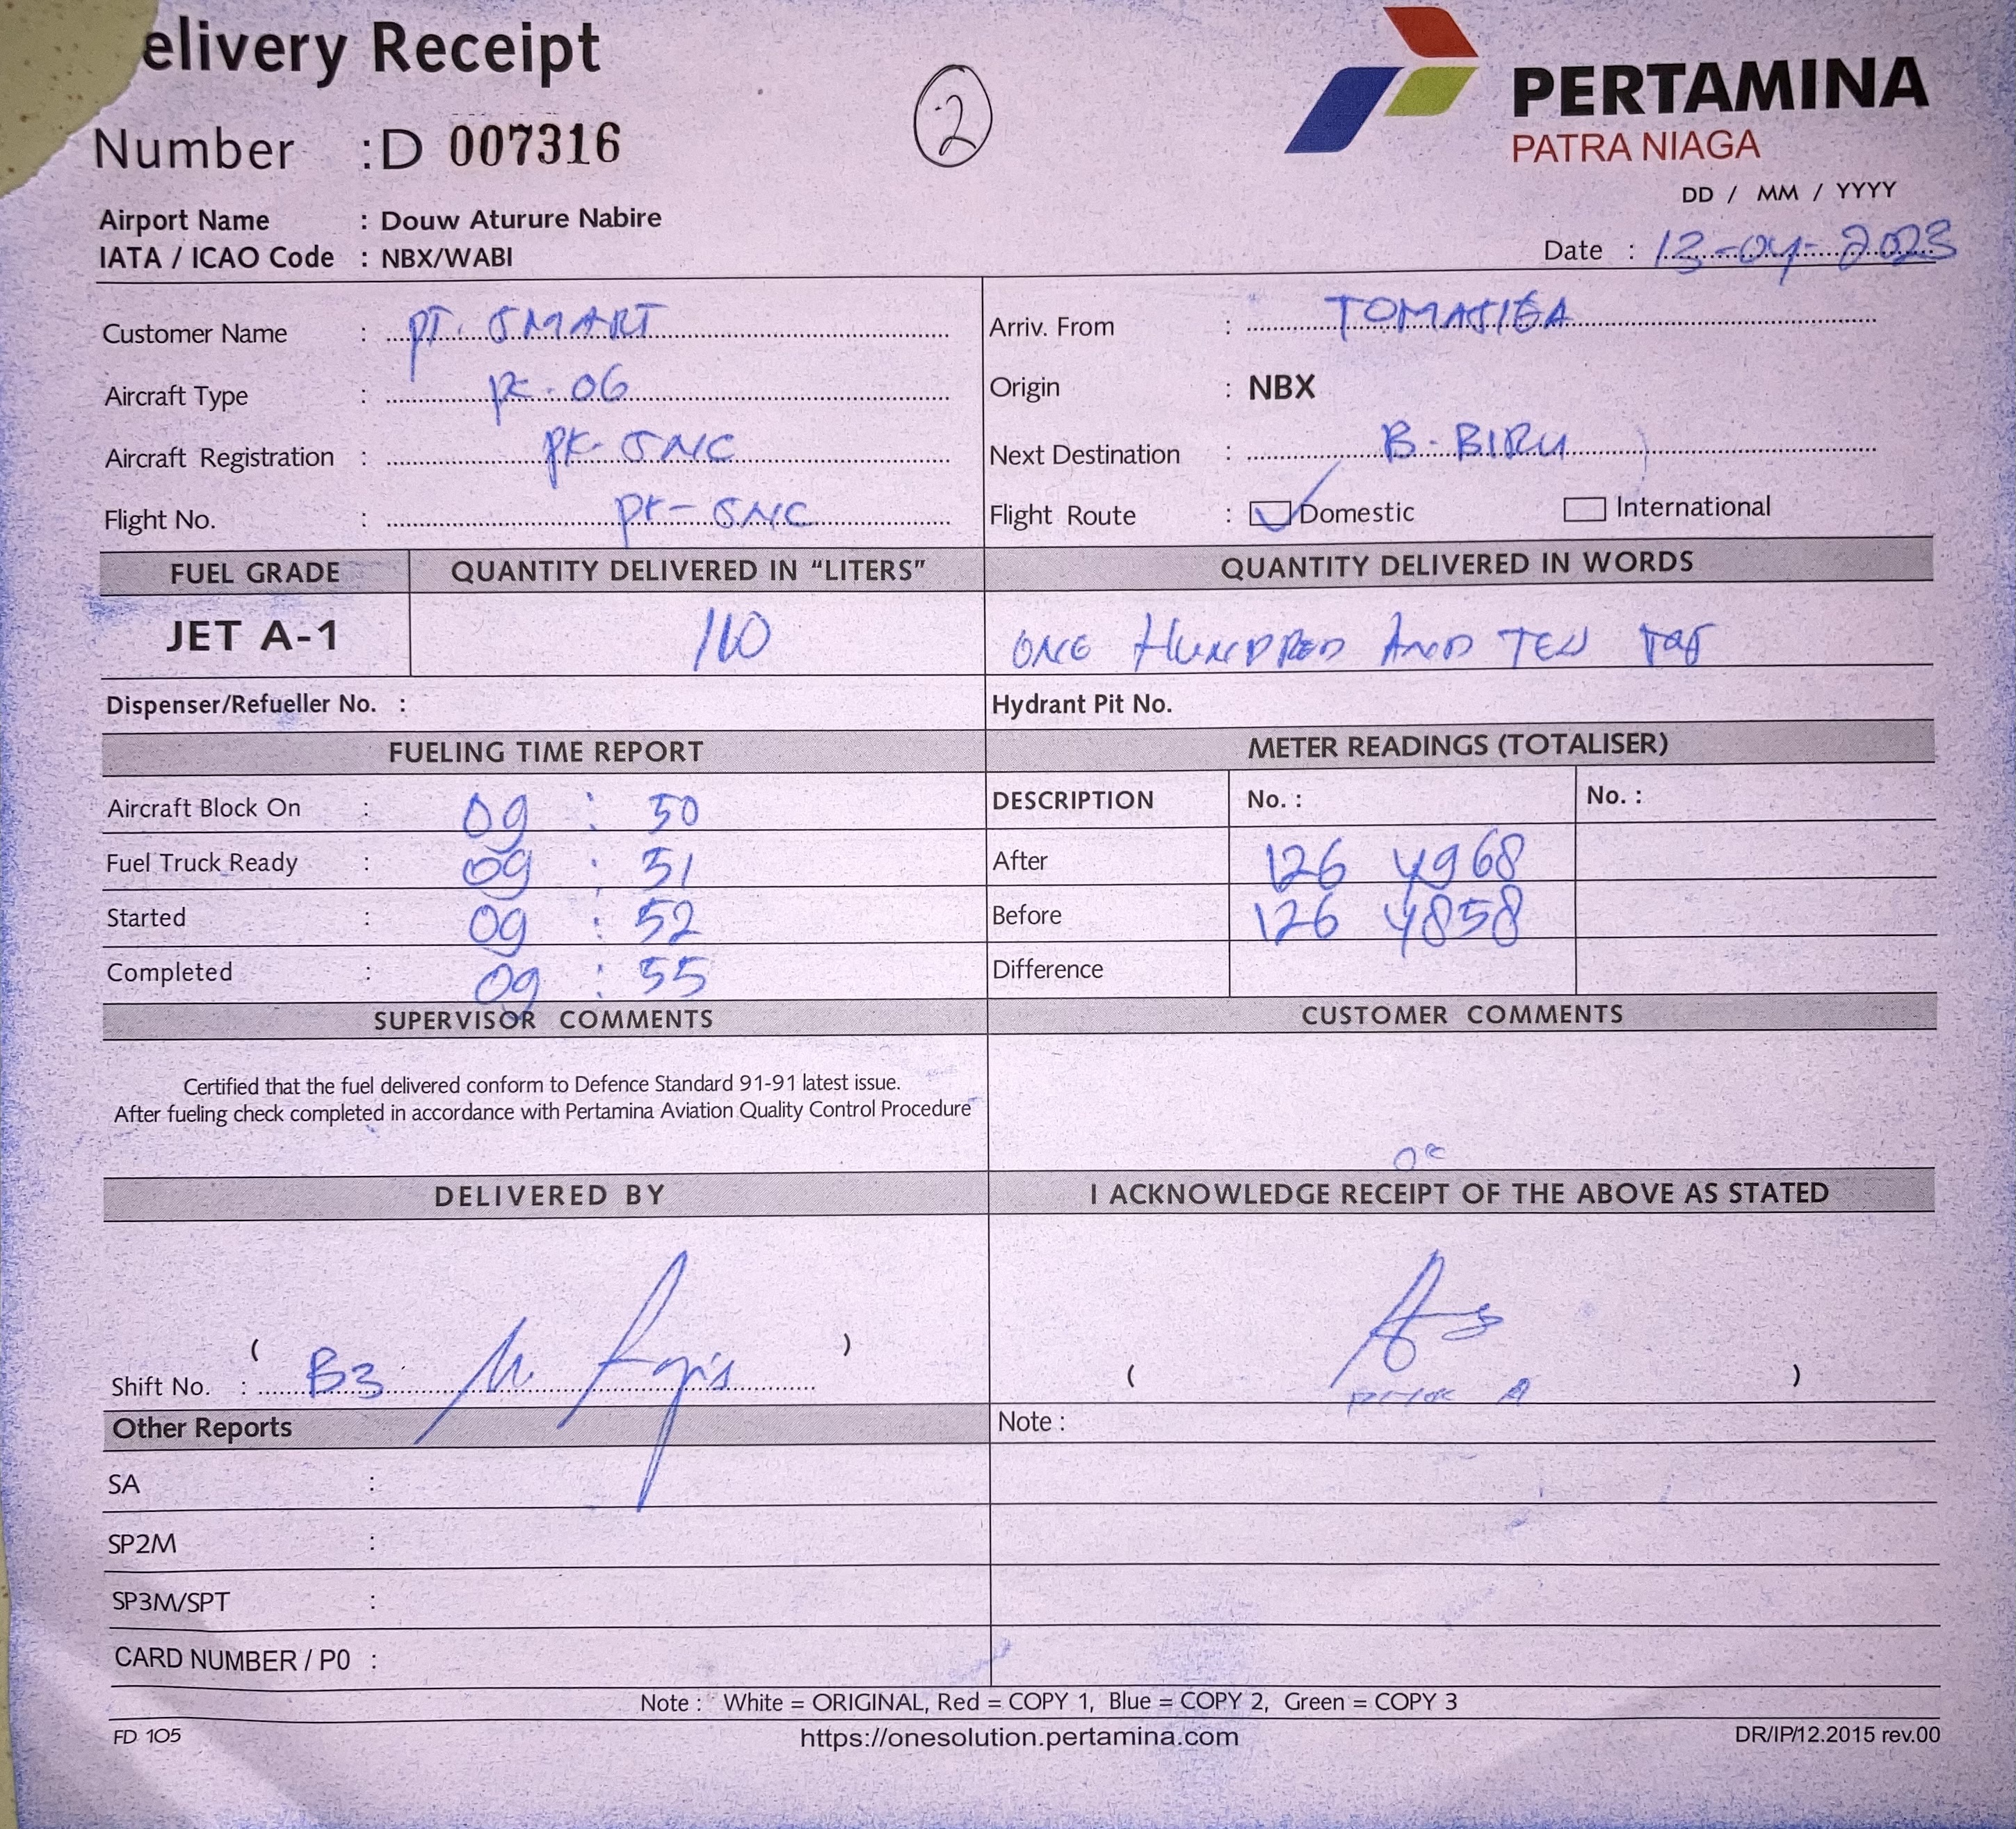 elivery Receipt
Number :D 007316
2
PERTAMINA
PATRA NIAGA
DD / MM / YYYY
Airport Name : Douw Aturure Nabire
IATA / ICAO Code : NBX/WABI
Date : 13-04-2023
Customer Name : PT. SMART
Aircraft Type : PC-06
Aircraft Registration : PK-SNC
Flight No. : PK-SNC
Arriv. From :
Origin : NBX
Next Destination : B. BIRU
Flight Route : Domestic International
FUEL GRADE QUANTITY DELIVERED IN “LITERS” QUANTITY DELIVERED IN WORDS
JET A-1 110 ONE HUNDRED AND TEN
Dispenser/Refueller No. : Hydrant Pit No.
FUELING TIME REPORT METER READINGS (TOTALISER)
Aircraft Block On : 09 : 50 DESCRIPTION No. : No. :
Fuel Truck Ready : 09 : 51 After 126 4968
Started : 09 : 52 Before 126 4858
Completed : 09 : 55 Difference
SUPERVISOR COMMENTS CUSTOMER COMMENTS
Certified that the fuel delivered conform to Defence Standard 91-91 latest issue.
After fueling check completed in accordance with Pertamina Aviation Quality Control Procedure
DELIVERED BY I ACKNOWLEDGE RECEIPT OF THE ABOVE AS STATED
( ) ( )
Shift No. : B3
Other Reports Note :
SA :
SP2M :
SP3M/SPT :
CARD NUMBER / P0 :
Note : White = ORIGINAL, Red = COPY 1, Blue = COPY 2, Green = COPY 3
FD 105 https://onesolution.pertamina.com DR/IP/12.2015 rev.00